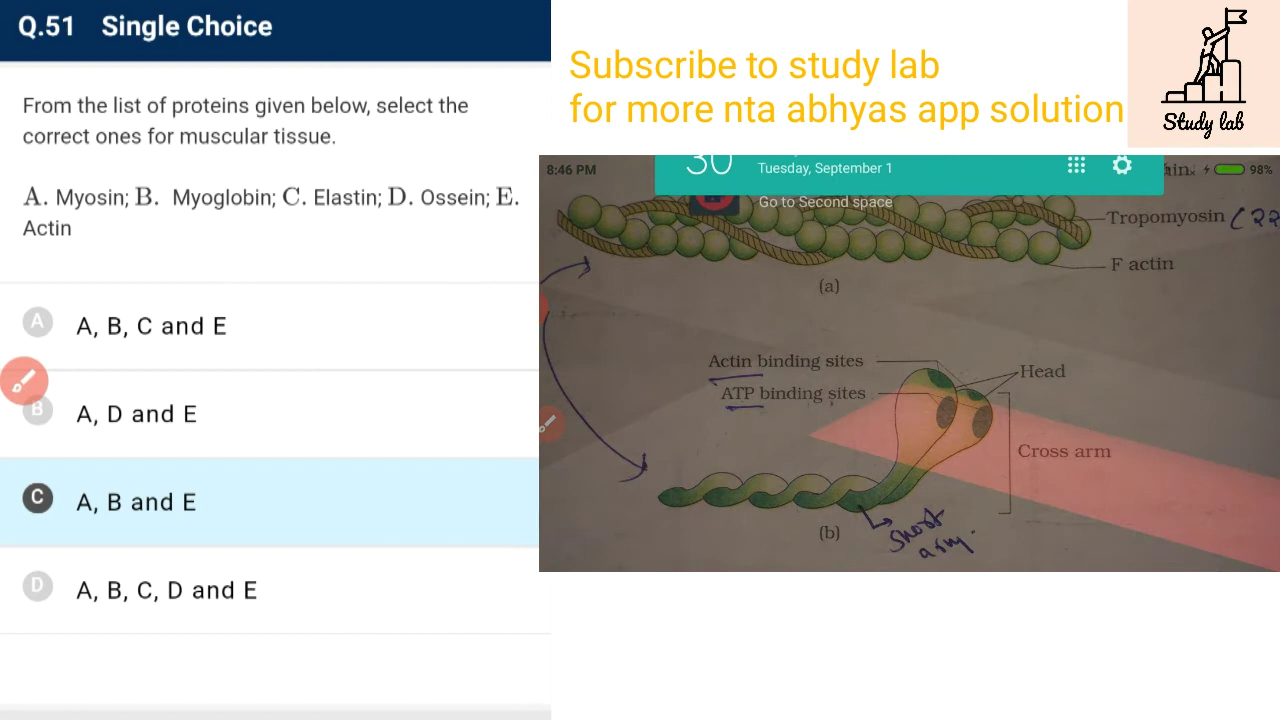 Q.51 Single Choice
From the list of proteins given below, select the
correct ones for muscular tissue.
A. Myosin; B. Myoglobin; C. Elastin; D. Ossein; E.
Actin
A A, B, C and E
B A, D and E
C A, B and E
D A, B, C, D and E
Subscribe to study lab
for more nta abhyas app solution
Study lab
8:46 PM
30
Tuesday, September 1
98%
Go to Second space
Tropomyosin (22
F actin
(a)
Actin binding sites
Head
ATP binding sites
Cross arm
(b)
Short
arm.